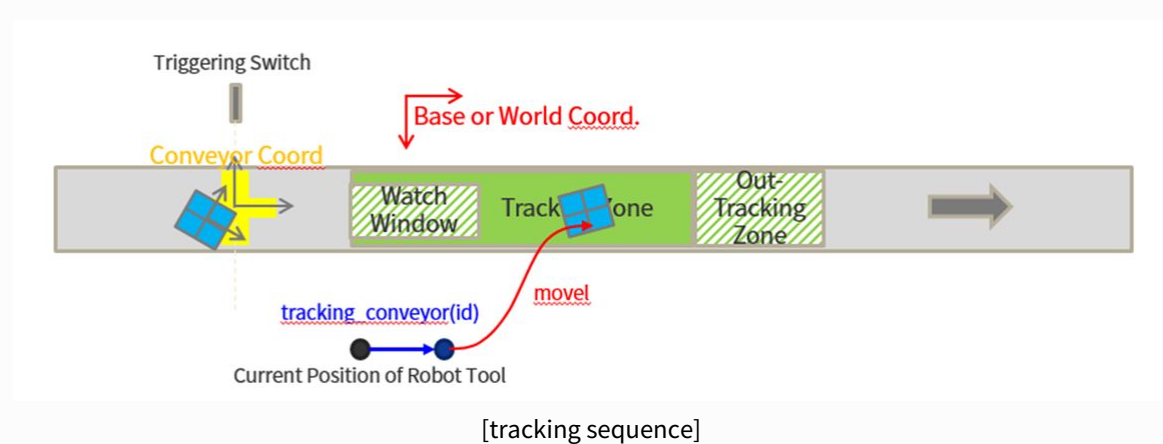 Triggering Switch
Base or World Coord.
Conveyor Coord
Watch
Window
Track one
Out-
Tracking
Zone
tracking_conveyor(id)
movel
Current Position of Robot Tool
[tracking sequence]